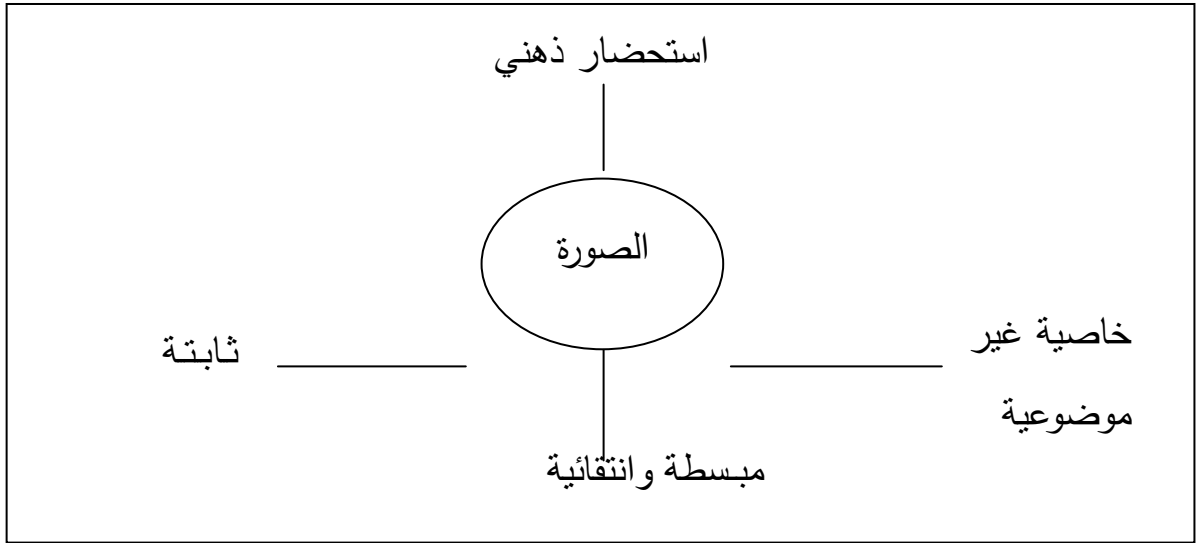 استحضار ذهني
الصورة
خاصية غير
موضوعية
ثابتة
مبسطة وانتقائية